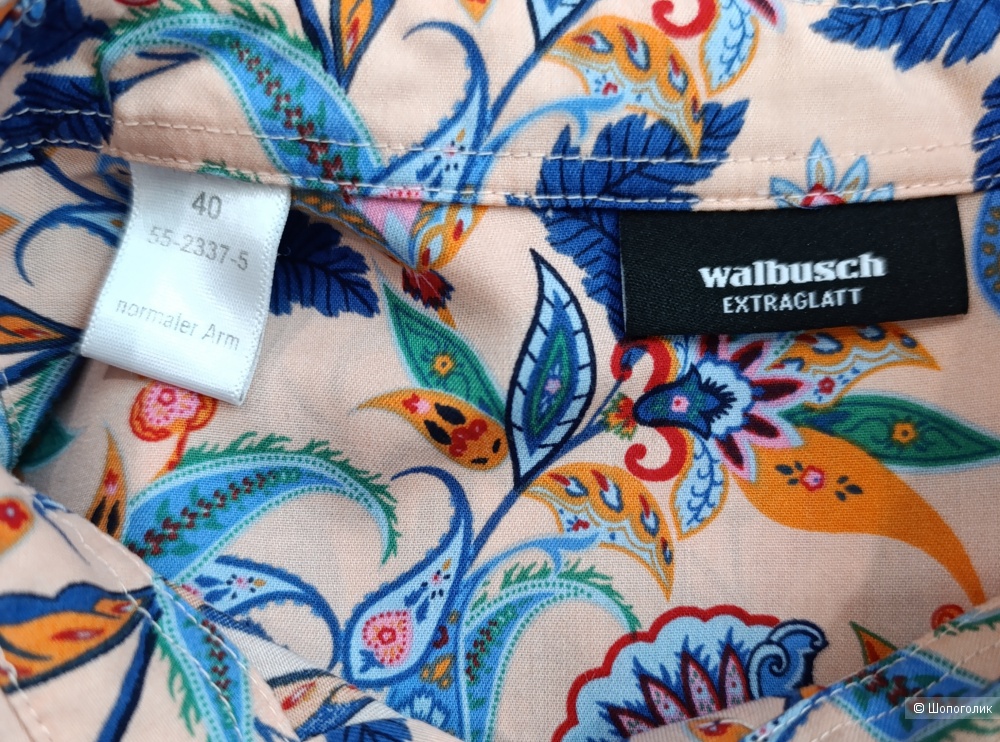 40
55-2337-5
normaler Arm
walbusch
EXTRAGLATT
© Шопоголик